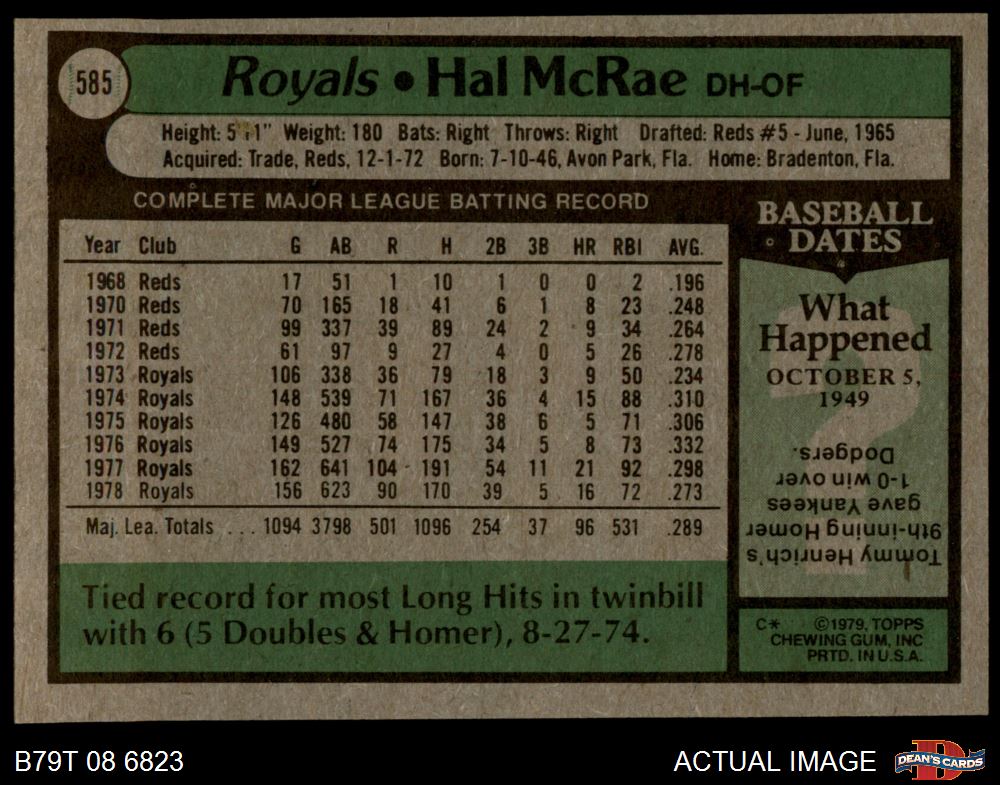 585
Royals • Hal McRae DH-OF
Height: 5'11" Weight: 180 Bats: Right Throws: Right Drafted: Reds #5 - June, 1965
Acquired: Trade, Reds, 12-1-72 Born: 7-10-46, Avon Park, Fla. Home: Bradenton, Fla.
COMPLETE MAJOR LEAGUE BATTING RECORD
Year Club G AB R H 2B 3B HR RBI AVG.
1968 Reds 17 51 1 10 1 0 0 2 .196
1970 Reds 70 165 18 41 6 1 8 23 .248
1971 Reds 99 337 39 89 24 2 9 34 .264
1972 Reds 61 97 9 27 4 0 5 26 .278
1973 Royals 106 338 36 79 18 3 9 50 .234
1974 Royals 148 539 71 167 36 4 15 88 .310
1975 Royals 126 480 58 147 38 6 5 71 .306
1976 Royals 149 527 74 175 34 5 8 73 .332
1977 Royals 162 641 104 191 54 11 21 92 .298
1978 Royals 156 623 90 170 39 5 16 72 .273
Maj. Lea. Totals ... 1094 3798 501 1096 254 37 96 531 .289
Tied record for most Long Hits in twinbill
with 6 (5 Doubles & Homer), 8-27-74.
BASEBALL
DATES
What
Happened
OCTOBER 5,
1949
Tommy Henrich's
9th-inning Homer
gave Yankees
1-0 win over
Dodgers.
C* ©1979, TOPPS
CHEWING GUM, INC
PRTD. IN U.S.A.
B79T 08 6823
ACTUAL IMAGE
D
DEAN'S CARDS